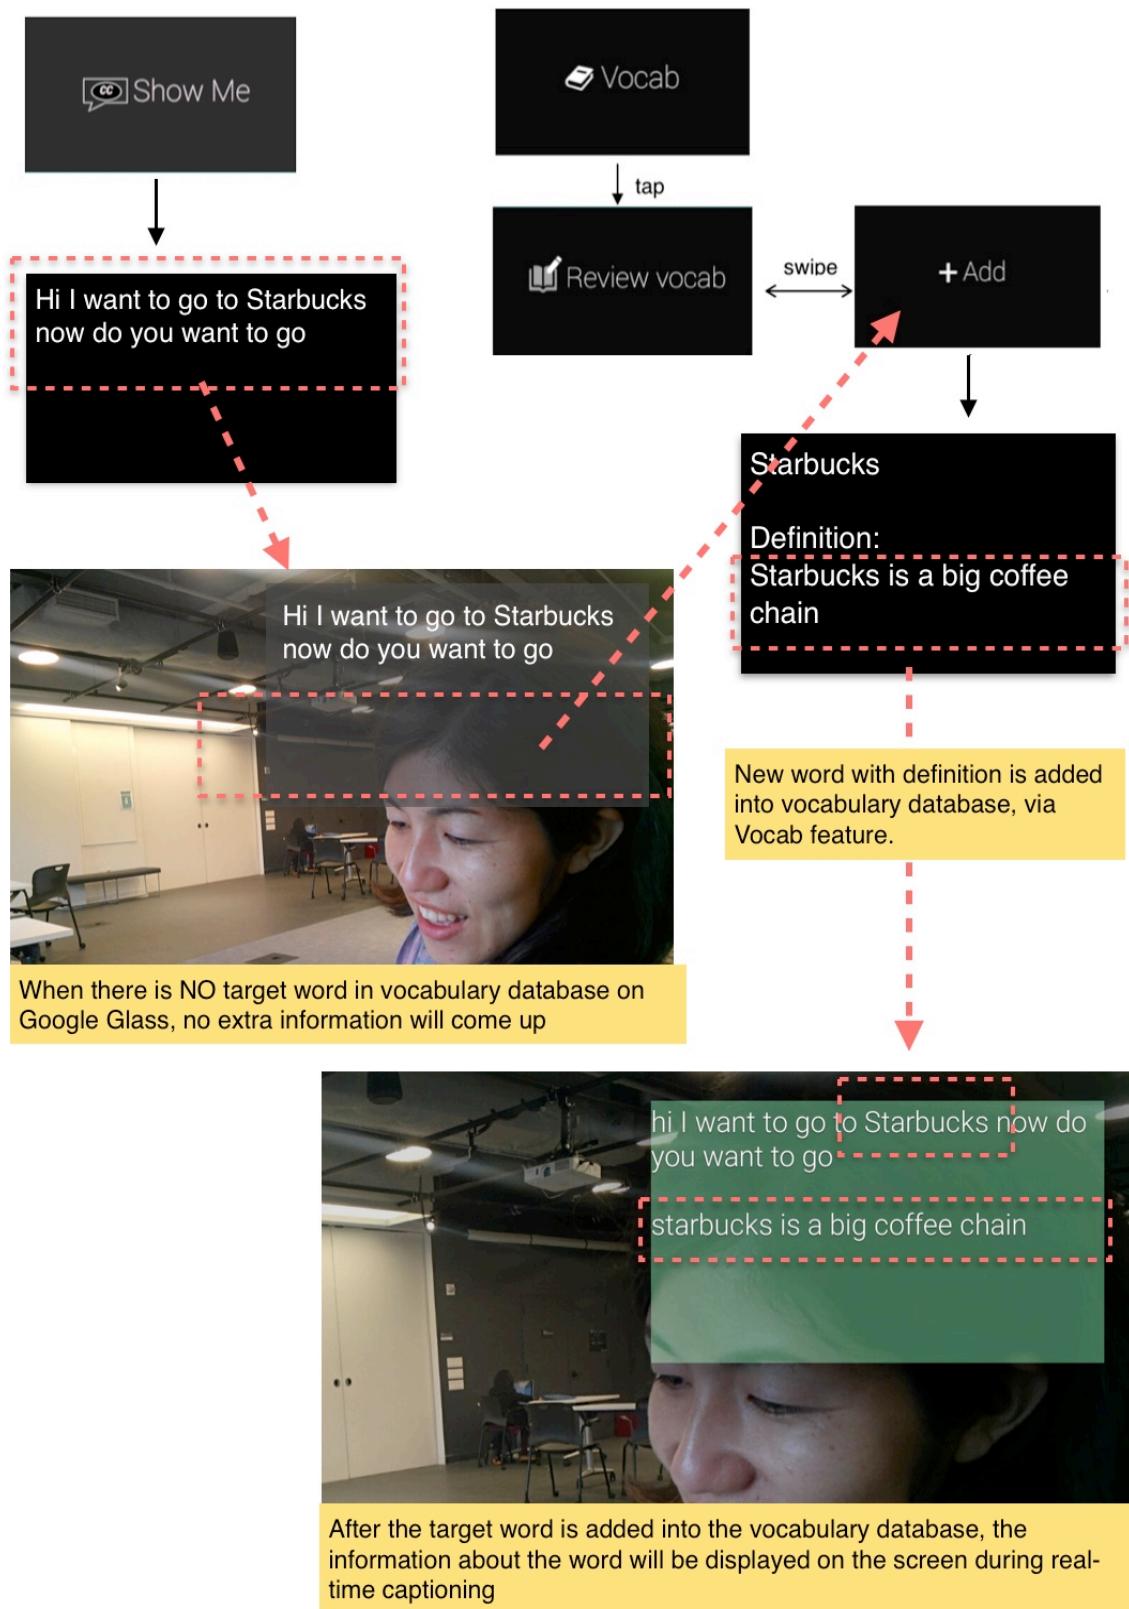 CC Show Me
Vocab
tap
Review vocab
swipe
+ Add
Hi I want to go to Starbucks
now do you want to go
Starbucks
Definition:
Starbucks is a big coffee
chain
Hi I want to go to Starbucks
now do you want to go
New word with definition is added
into vocabulary database, via
Vocab feature.
When there is NO target word in vocabulary database on
Google Glass, no extra information will come up
hi I want to go to Starbucks now do
you want to go
starbucks is a big coffee chain
After the target word is added into the vocabulary database, the
information about the word will be displayed on the screen during real-
time captioning